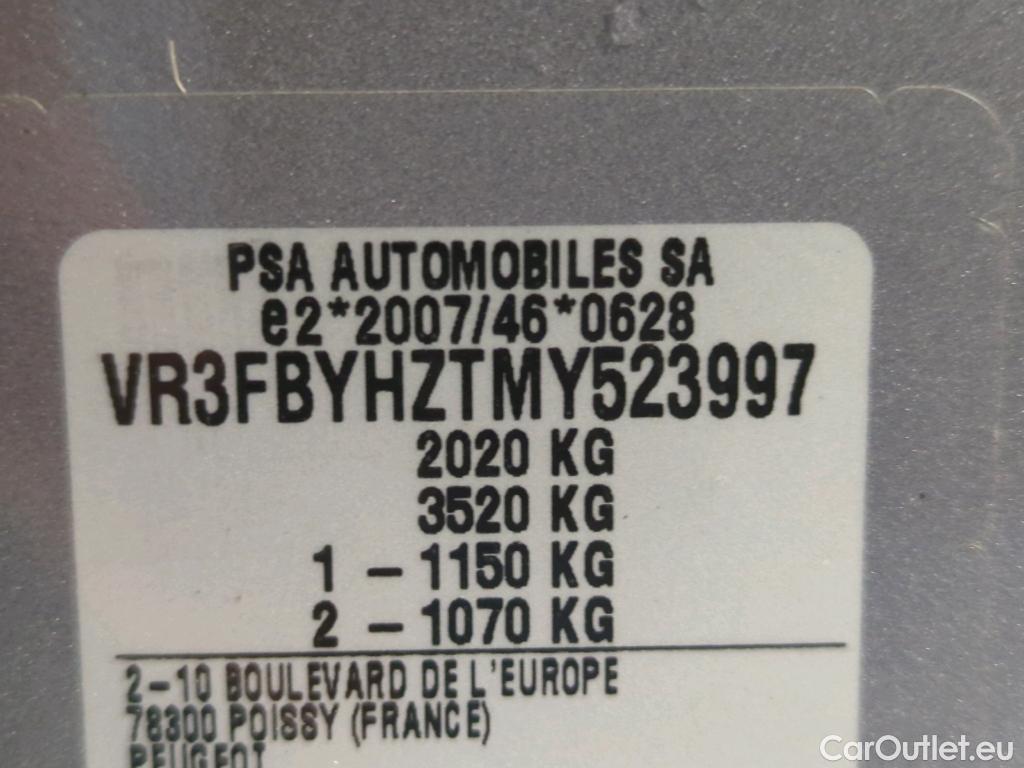 PSA AUTOMOBILES SA
e2*2007/46*0628
VR3FBYHZTMY523997
2020 KG
3520 KG
1 - 1150 KG
2 - 1070 KG
2-10 BOULEVARD DE L'EUROPE
78300 POISSY (FRANCE)
PEUGEOT
CarOutlet.eu